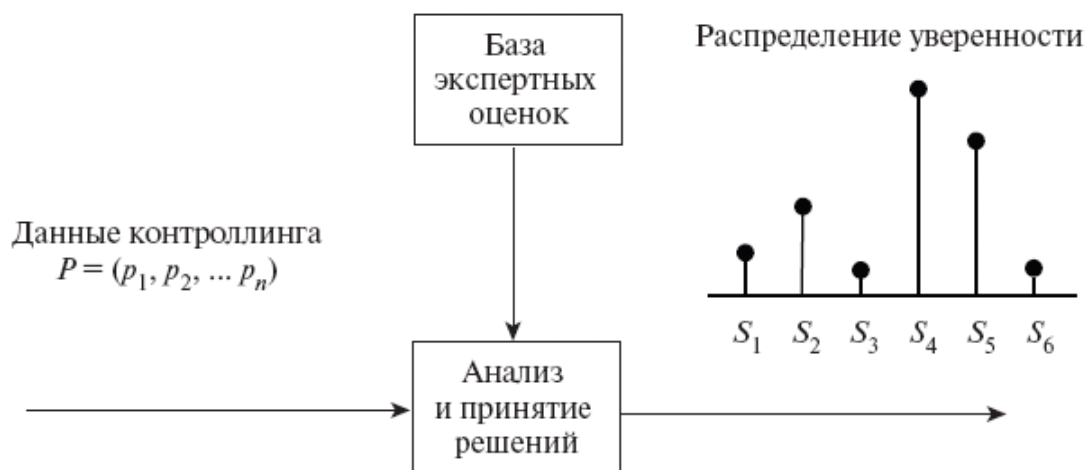 База
экспертных
оценок
Распределение уверенности
Данные контроллинга
P = (p₁, p₂, ... pₙ)
S₁ S₂ S₃ S₄ S₅ S₆
Анализ
и принятие
решений